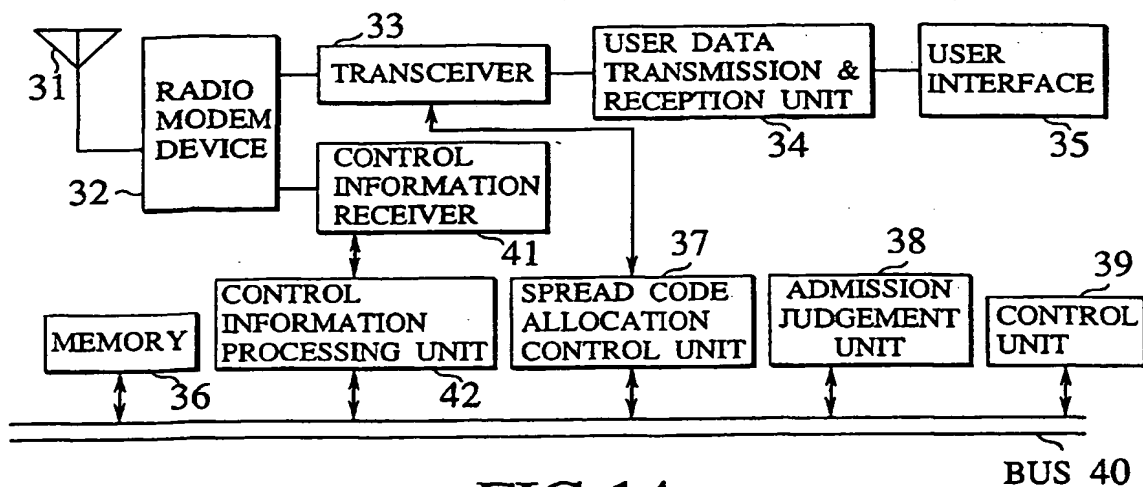 31
RADIO
MODEM
DEVICE
32
33
TRANSCEIVER
USER DATA
TRANSMISSION &
RECEPTION UNIT
34
USER
INTERFACE
35
CONTROL
INFORMATION
RECEIVER
41
37
38
39
MEMORY
36
CONTROL
INFORMATION
PROCESSING UNIT
42
SPREAD CODE
ALLOCATION
CONTROL UNIT
ADMISSION
JUDGEMENT
UNIT
CONTROL
UNIT
BUS 40